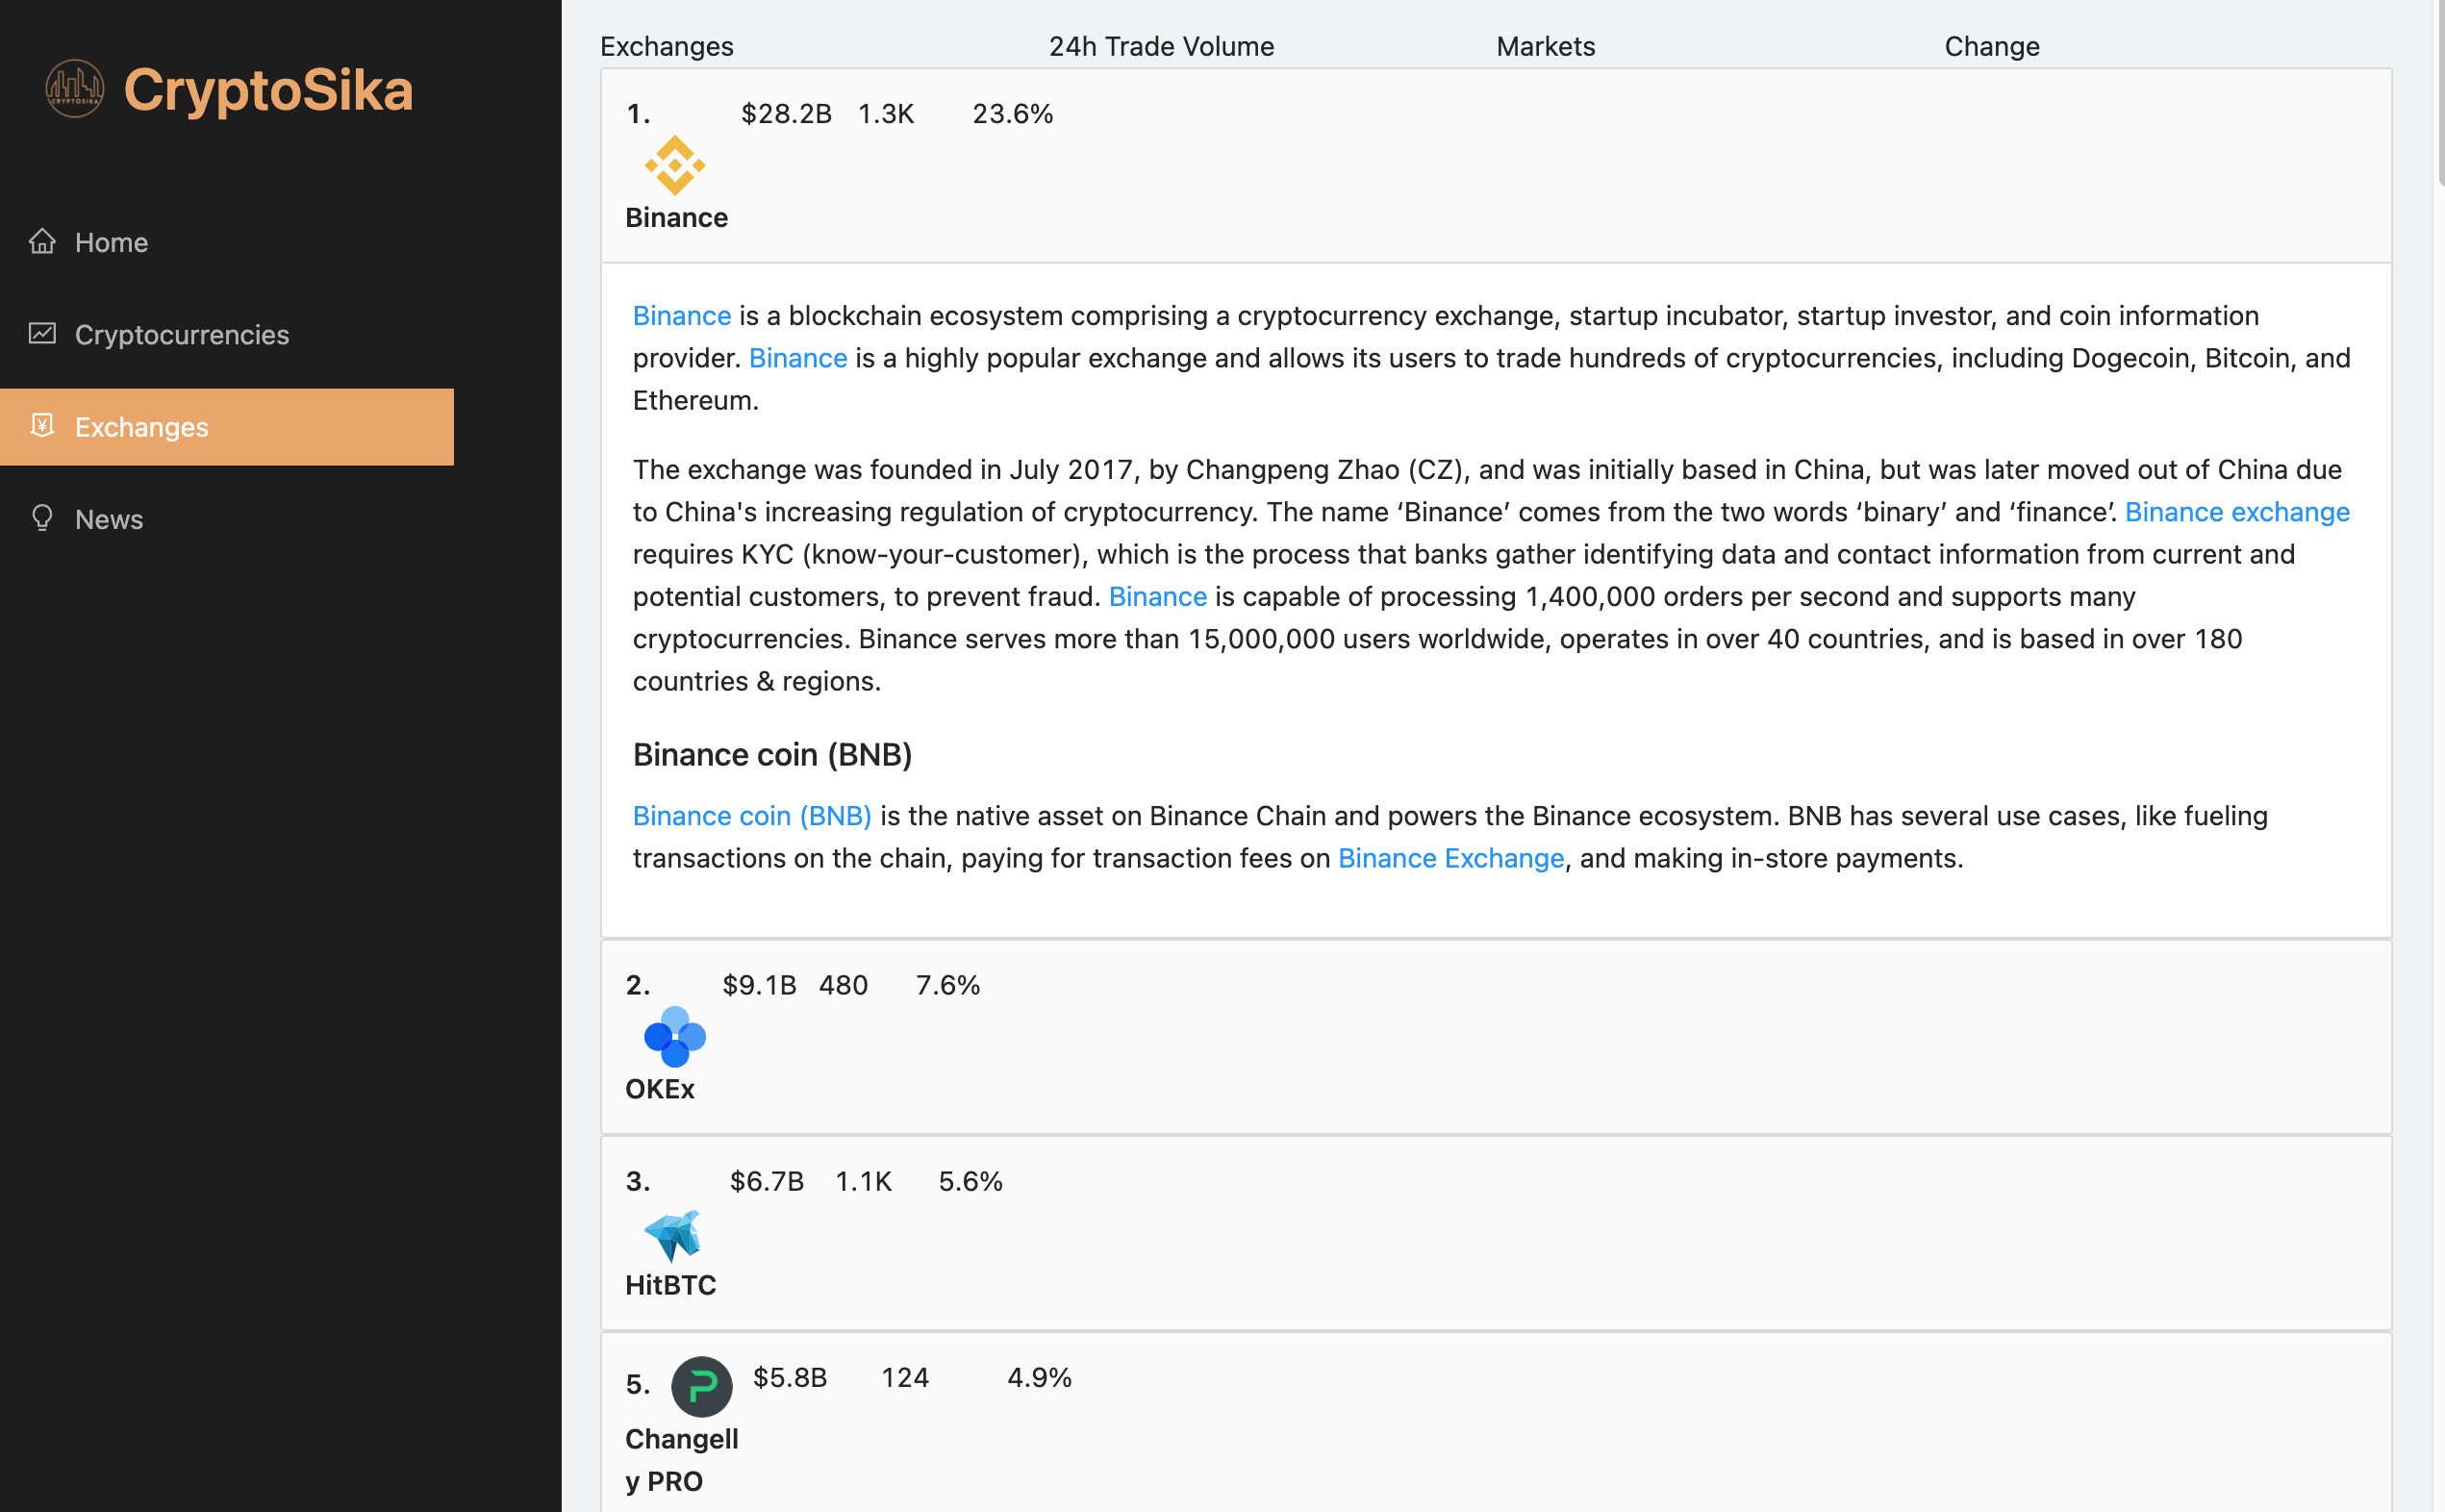 CRYPTOSIKA
CryptoSika
Home
Cryptocurrencies
Exchanges
News
Exchanges 24h Trade Volume Markets Change
1. $28.2B 1.3K 23.6%
Binance
Binance is a blockchain ecosystem comprising a cryptocurrency exchange, startup incubator, startup investor, and coin information
provider. Binance is a highly popular exchange and allows its users to trade hundreds of cryptocurrencies, including Dogecoin, Bitcoin, and
Ethereum.
The exchange was founded in July 2017, by Changpeng Zhao (CZ), and was initially based in China, but was later moved out of China due
to China's increasing regulation of cryptocurrency. The name ‘Binance’ comes from the two words ‘binary’ and ‘finance’. Binance exchange
requires KYC (know-your-customer), which is the process that banks gather identifying data and contact information from current and
potential customers, to prevent fraud. Binance is capable of processing 1,400,000 orders per second and supports many
cryptocurrencies. Binance serves more than 15,000,000 users worldwide, operates in over 40 countries, and is based in over 180
countries & regions.
Binance coin (BNB)
Binance coin (BNB) is the native asset on Binance Chain and powers the Binance ecosystem. BNB has several use cases, like fueling
transactions on the chain, paying for transaction fees on Binance Exchange, and making in-store payments.
2. $9.1B 480 7.6%
OKEx
3. $6.7B 1.1K 5.6%
HitBTC
5. $5.8B 124 4.9%
Changell
y PRO